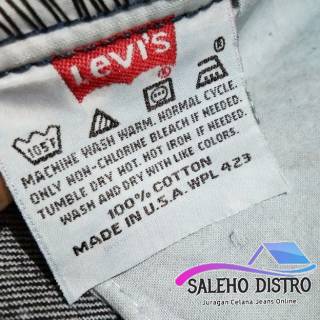 Levi's
105F
MACHINE WASH WARM. NORMAL CYCLE.
ONLY NON-CHLORINE BLEACH IF NEEDED.
TUMBLE DRY HOT. HOT IRON IF NEEDED.
WASH AND DRY WITH LIKE COLORS.
100% COTTON
MADE IN U.S.A. WPL 423
SALEHO DISTRO
Juragan Celana Jeans Online